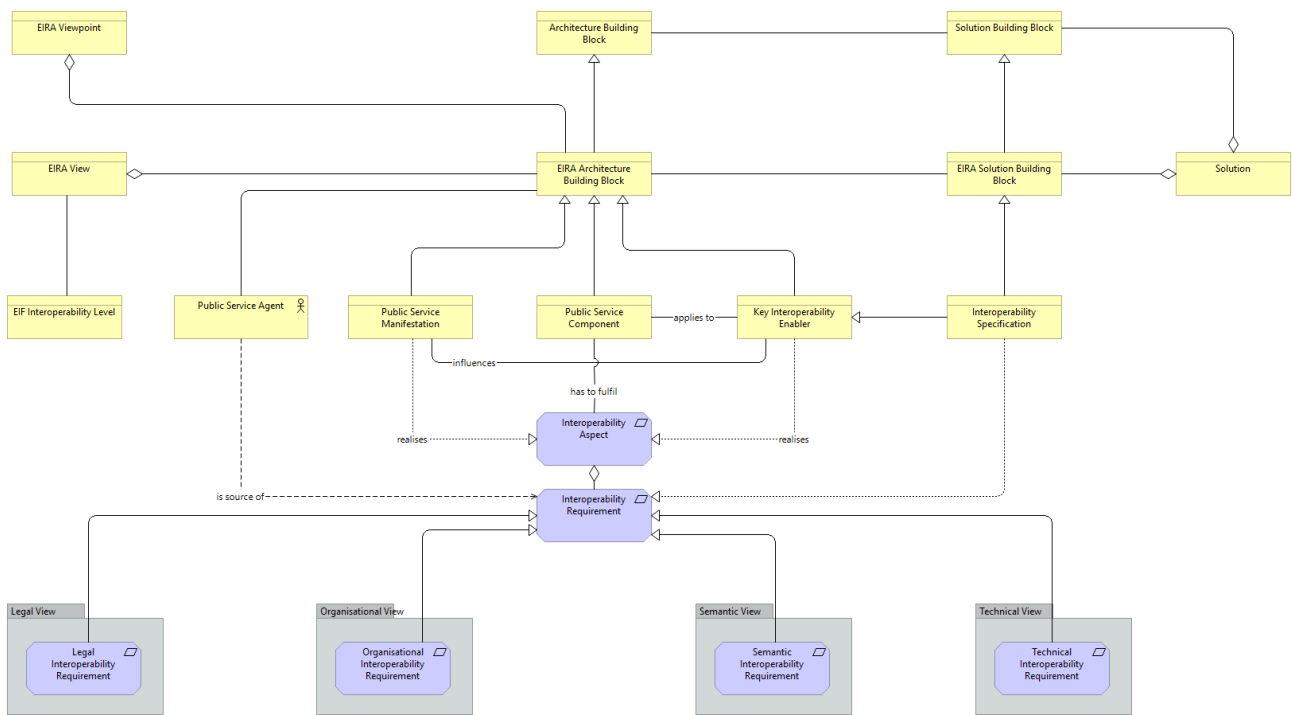 EIRA Viewpoint
Architecture Building
Block
Solution Building Block
EIRA View
EIRA Architecture
Building Block
EIRA Solution Building
Block
Solution
EIF Interoperability Level
Public Service Agent
Public Service
Manifestation
Public Service
Component
applies to
Key Interoperability
Enabler
Interoperability
Specification
influences
has to fulfil
Interoperability
Aspect
realises
realises
is source of
Interoperability
Requirement
Legal View
Organisational View
Semantic View
Technical View
Legal
Interoperability
Requirement
Organisational
Interoperability
Requirement
Semantic
Interoperability
Requirement
Technical
Interoperability
Requirement